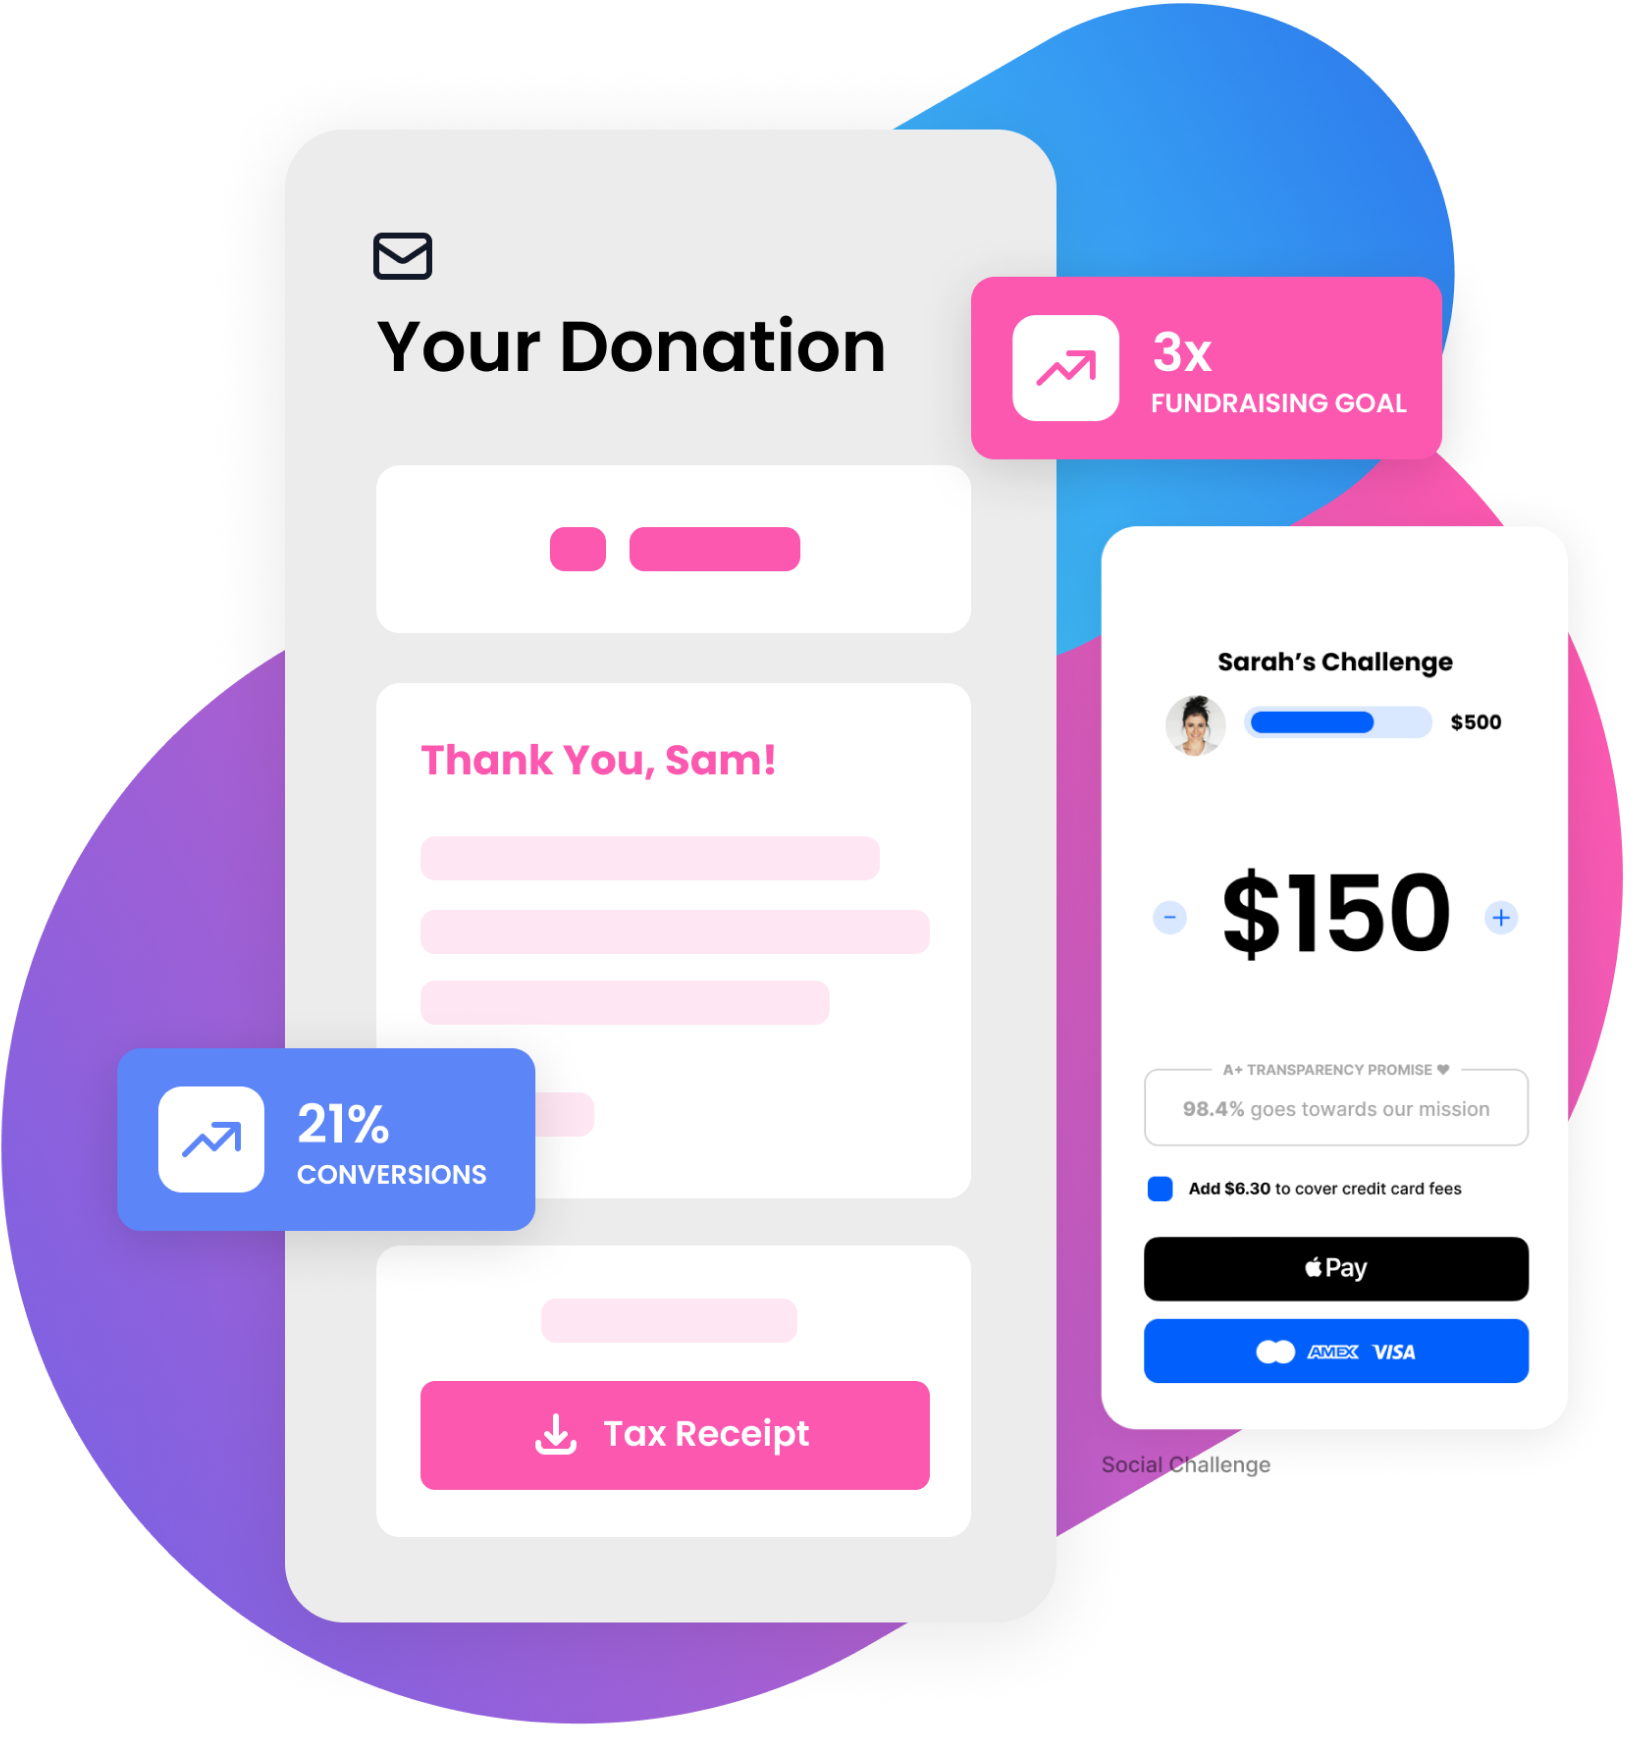 Your Donation
3x
FUNDRAISING GOAL
Thank You, Sam!
21%
CONVERSIONS
Tax Receipt
Sarah’s Challenge
$500
$150
A+ TRANSPARENCY PROMISE
98.4% goes towards our mission
Add $6.30 to cover credit card fees
Pay
AMEX VISA
Social Challenge